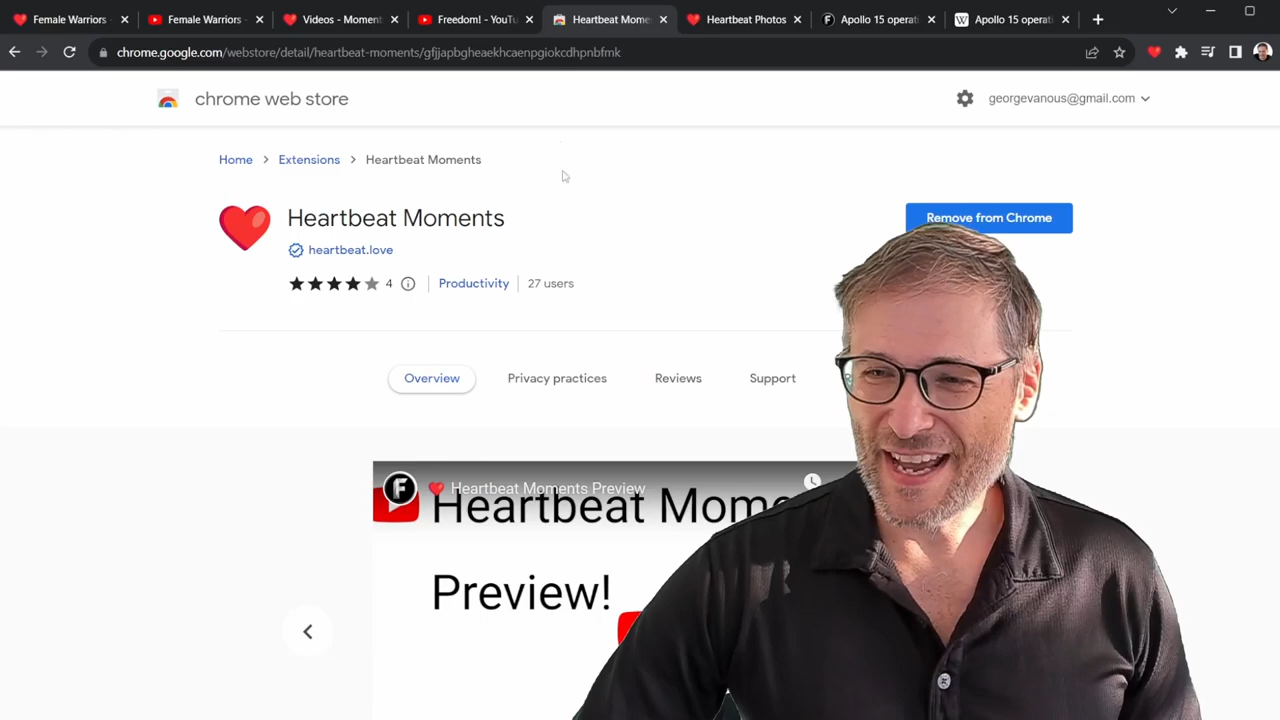 Female Warriors
Female Warriors -
Videos - Moment
Freedom! - YouTu
Heartbeat Mome
Heartbeat Photos
Apollo 15 operati
W Apollo 15 operati
chrome.google.com/webstore/detail/heartbeat-moments/gfjjapbgheaekhcaenpgiokcdhpnbfmk
chrome web store
georgevanous@gmail.com
Home > Extensions > Heartbeat Moments
Heartbeat Moments
Remove from Chrome
heartbeat.love
4
Productivity
27 users
Overview
Privacy practices
Reviews
Support
F
Heartbeat Moments Preview
Heartbeat Mome
Preview!